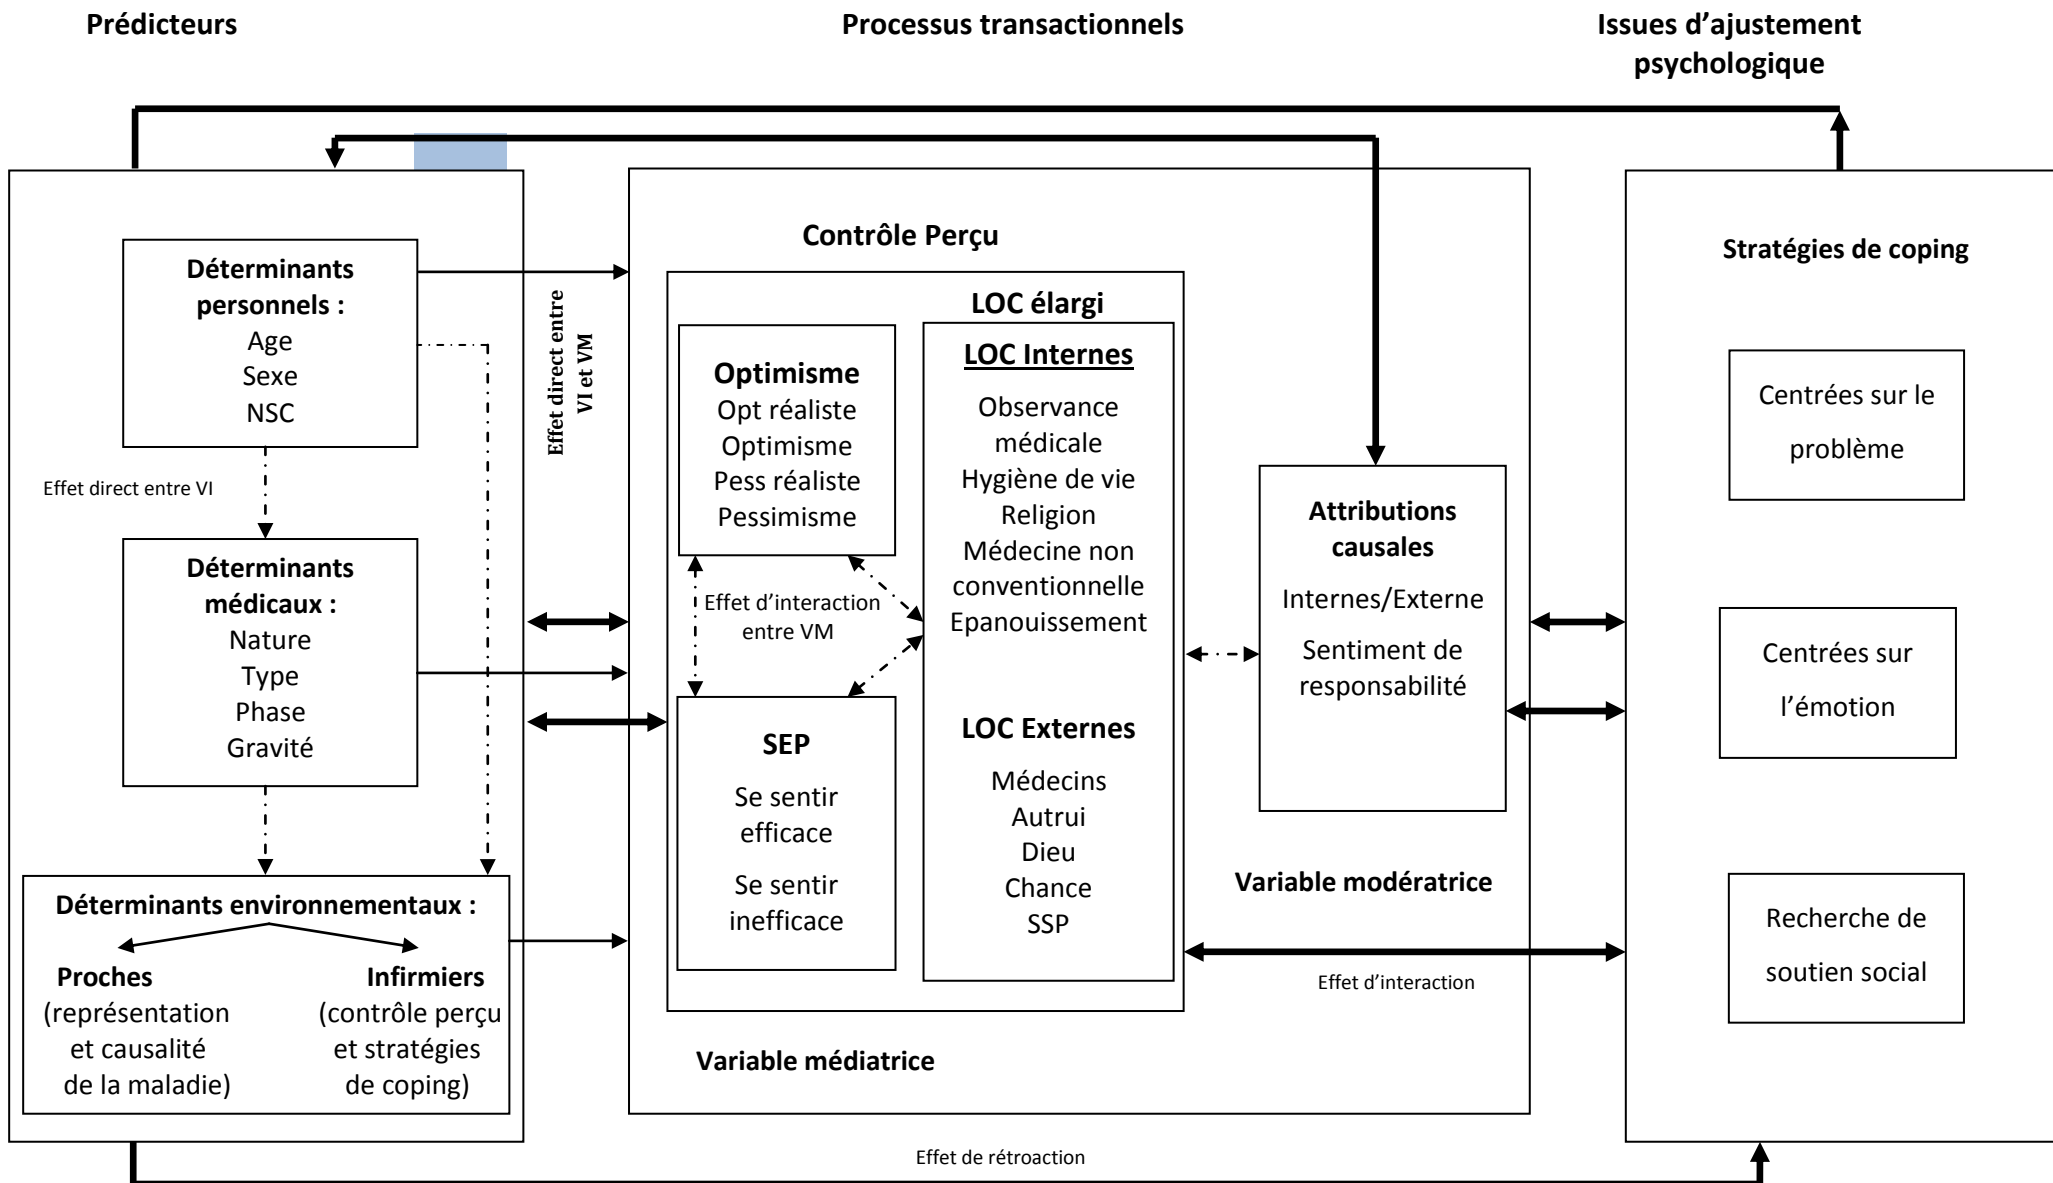 Prédicteurs
Processus transactionnels
Issues d'ajustement
psychologique
Déterminants
personnels :
Age
Sexe
NSC
Effet direct entre VI
Déterminants
médicaux :
Nature
Type
Phase
Gravité
Déterminants environnementaux :
Proches
(représentation
et causalité
de la maladie)
Infirmiers
(contrôle perçu
et stratégies
de coping)
Effet direct entre
VI et VM
Contrôle Perçu
Optimisme
Opt réaliste
Optimisme
Pess réaliste
Pessimisme
Effet d'interaction
entre VM
SEP
Se sentir
efficace
Se sentir
inefficace
LOC élargi
LOC Internes
Observance
médicale
Hygiène de vie
Religion
Médecine non
conventionnelle
Epanouissement
LOC Externes
Médecins
Autrui
Dieu
Chance
SSP
Variable médiatrice
Attributions
causales
Internes/Externe
Sentiment de
responsabilité
Variable modératrice
Effet d'interaction
Stratégies de coping
Centrées sur le
problème
Centrées sur
l'émotion
Recherche de
soutien social
Effet de rétroaction